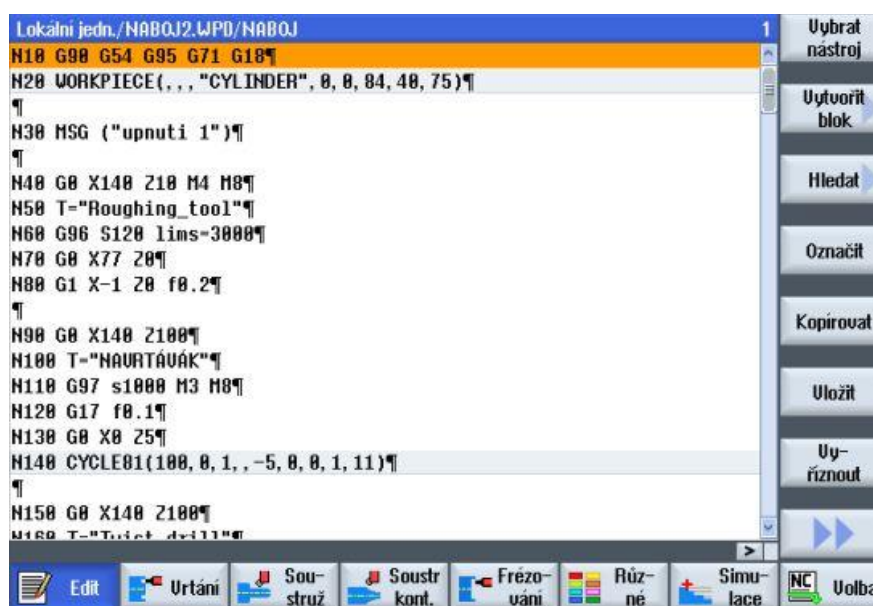 Lokální jedn./NABOJ2.WPD/NABOJ 1
N10 G90 G54 G95 G71 G18¶
N20 WORKPIECE(,,,"CYLINDER",0,0,84,40,75)¶
¶
N30 MSG ("upnuti 1")¶
¶
N40 G0 X140 Z10 M4 M8¶
N50 T="Roughing_tool"¶
N60 G96 S120 lims=3000¶
N70 G0 X77 Z0¶
N80 G1 X-1 Z0 f0.2¶
¶
N90 G0 X140 Z100¶
N100 T="NAVRTÁVÁK"¶
N110 G97 s1000 M3 M8¶
N120 G17 f0.1¶
N130 G0 X0 Z5¶
N140 CYCLE81(100,0,1,,-5,0,0,1,11)¶
¶
N150 G0 X140 Z100¶
N160 T="Twist_drill"¶
Vybrat
nástroj
Vytvořit
blok
Hledat
Označit
Kopírovat
Vložit
Vy-
říznout
Edit
Vrtání
Sou-
struž
Soustr
kont.
Frézo-
vání
Růz-
né
Simu-
lace
NC
Volba